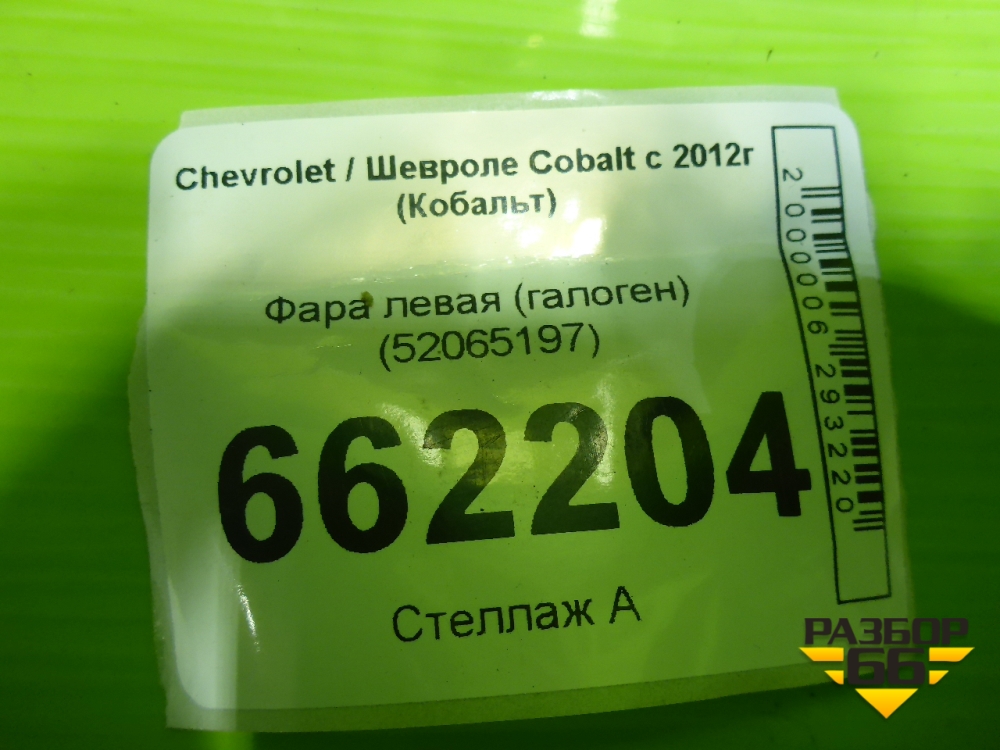 Chevrolet / Шевроле Cobalt с 2012г
(Кобальт)
Фара левая (галоген)
(52065197)
662204
Стеллаж А
2000006293220
РАЗБОР
66